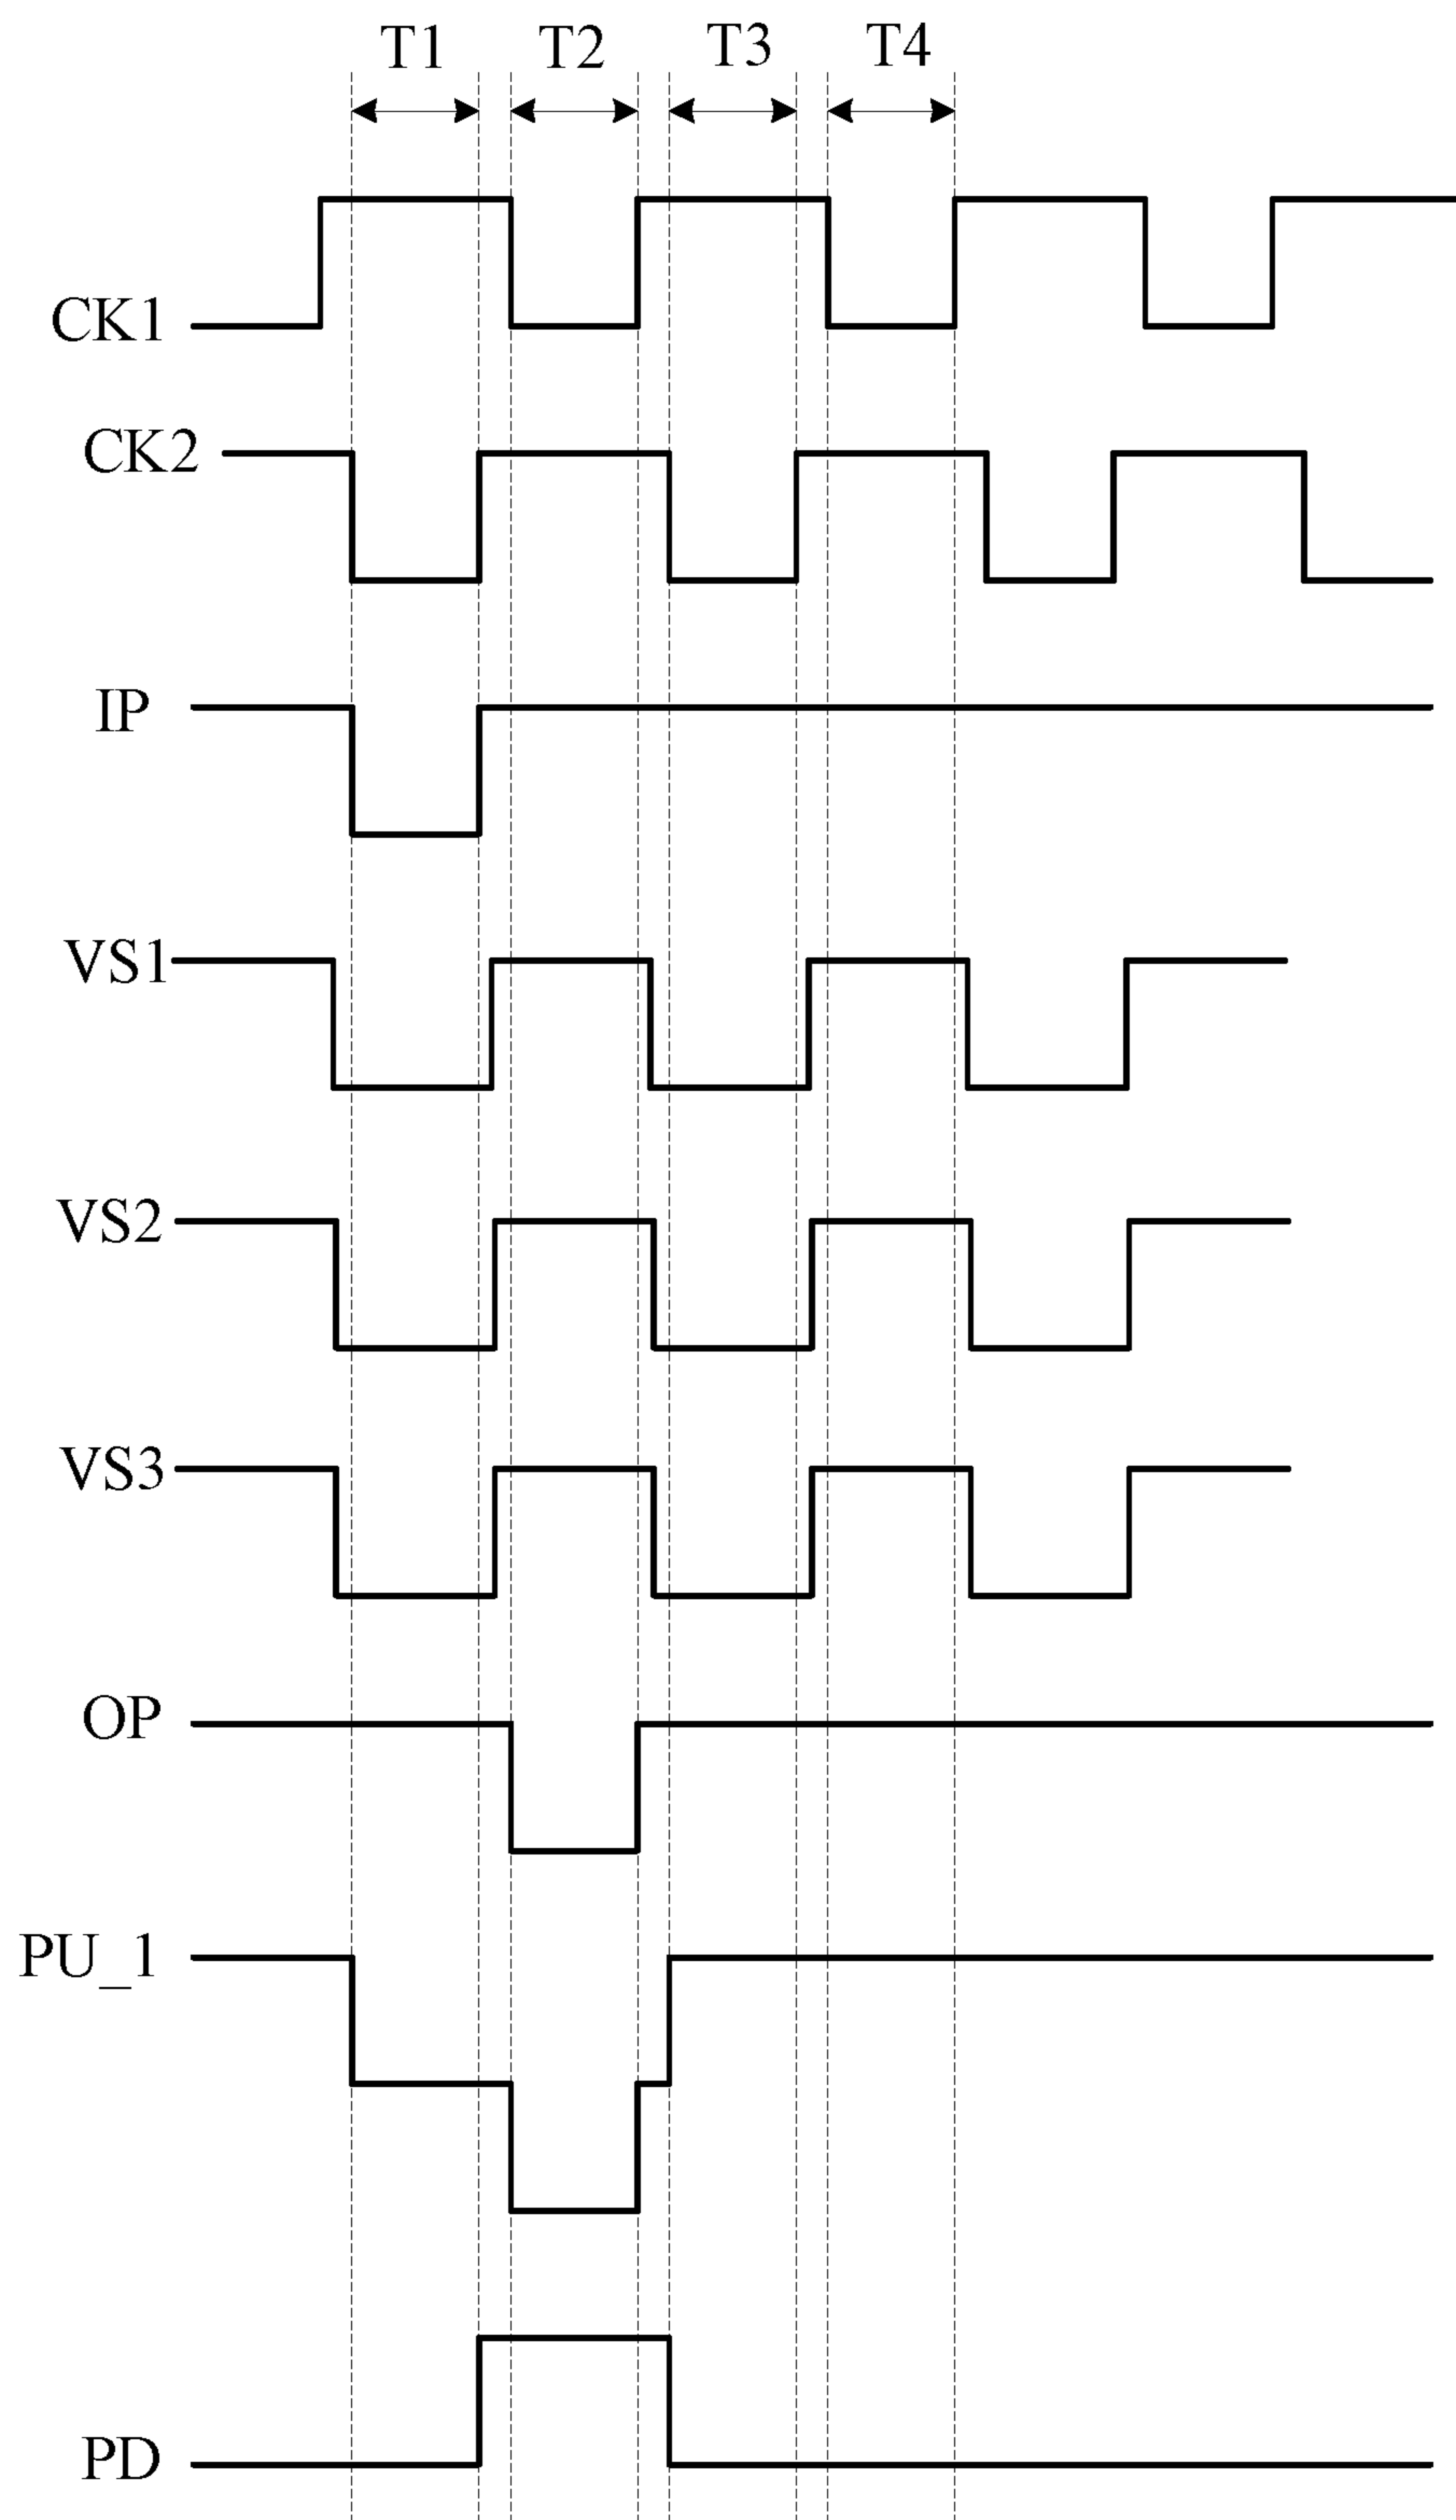 T1 T2 T3 T4
CK1
CK2
IP
VS1
VS2
VS3
OP
PU_1
PD